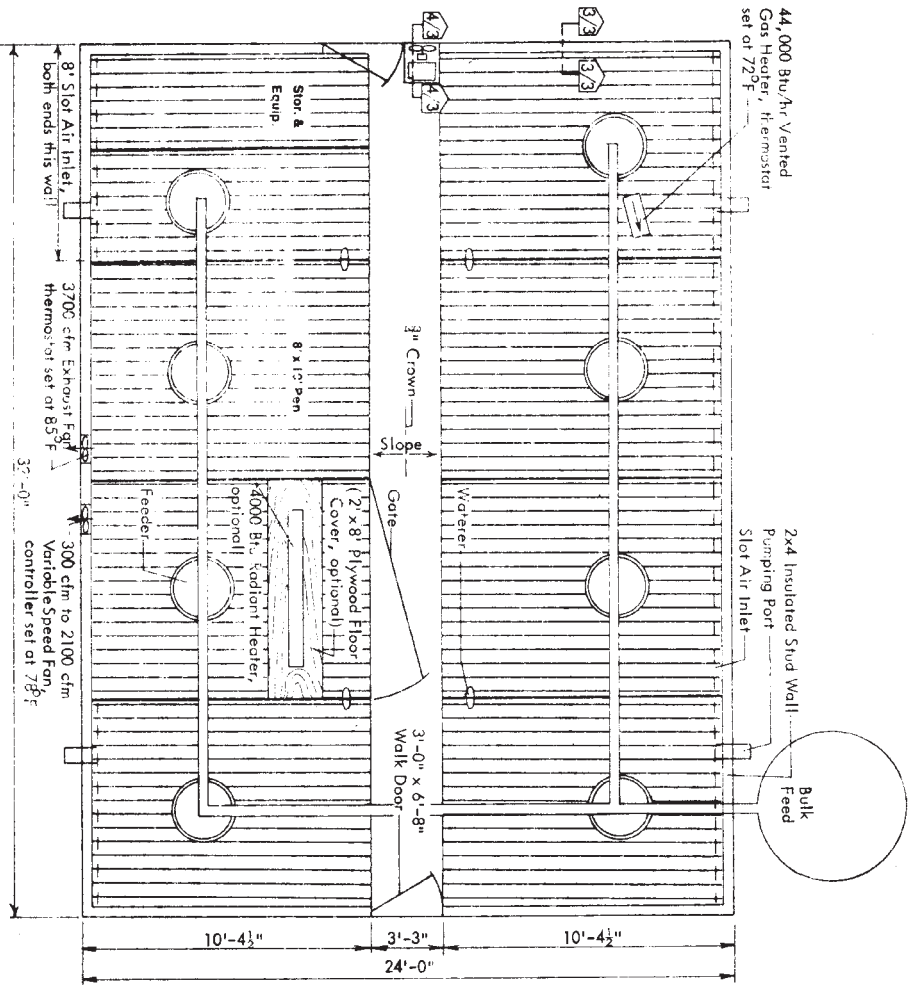 44,000 Btu/hr Vented
Gas Heater, thermostat
set at 72°F
3/3
3/3
4/3
4/3
2x4 Insulated Stud Wall
Pumping Port
Slot Air Inlet
Bulk
Feed
Stor. &
Equip.
8' Slot Air Inlet,
both ends this wall
3" Crown
Slope
8' x 10' Pen
Gate
Waterer
(2' x 8' Plywood Floor
Cover, optional)
4000 Btu Radiant Heater,
optional
Feeder
3'-0" x 6'-8"
Walk Door
3700 cfm Exhaust Fan
thermostat set at 85°F
300 cfm to 2100 cfm
Variable Speed Fan,
controller set at 78°F
10'-4½"
3'-3"
10'-4½"
24'-0"